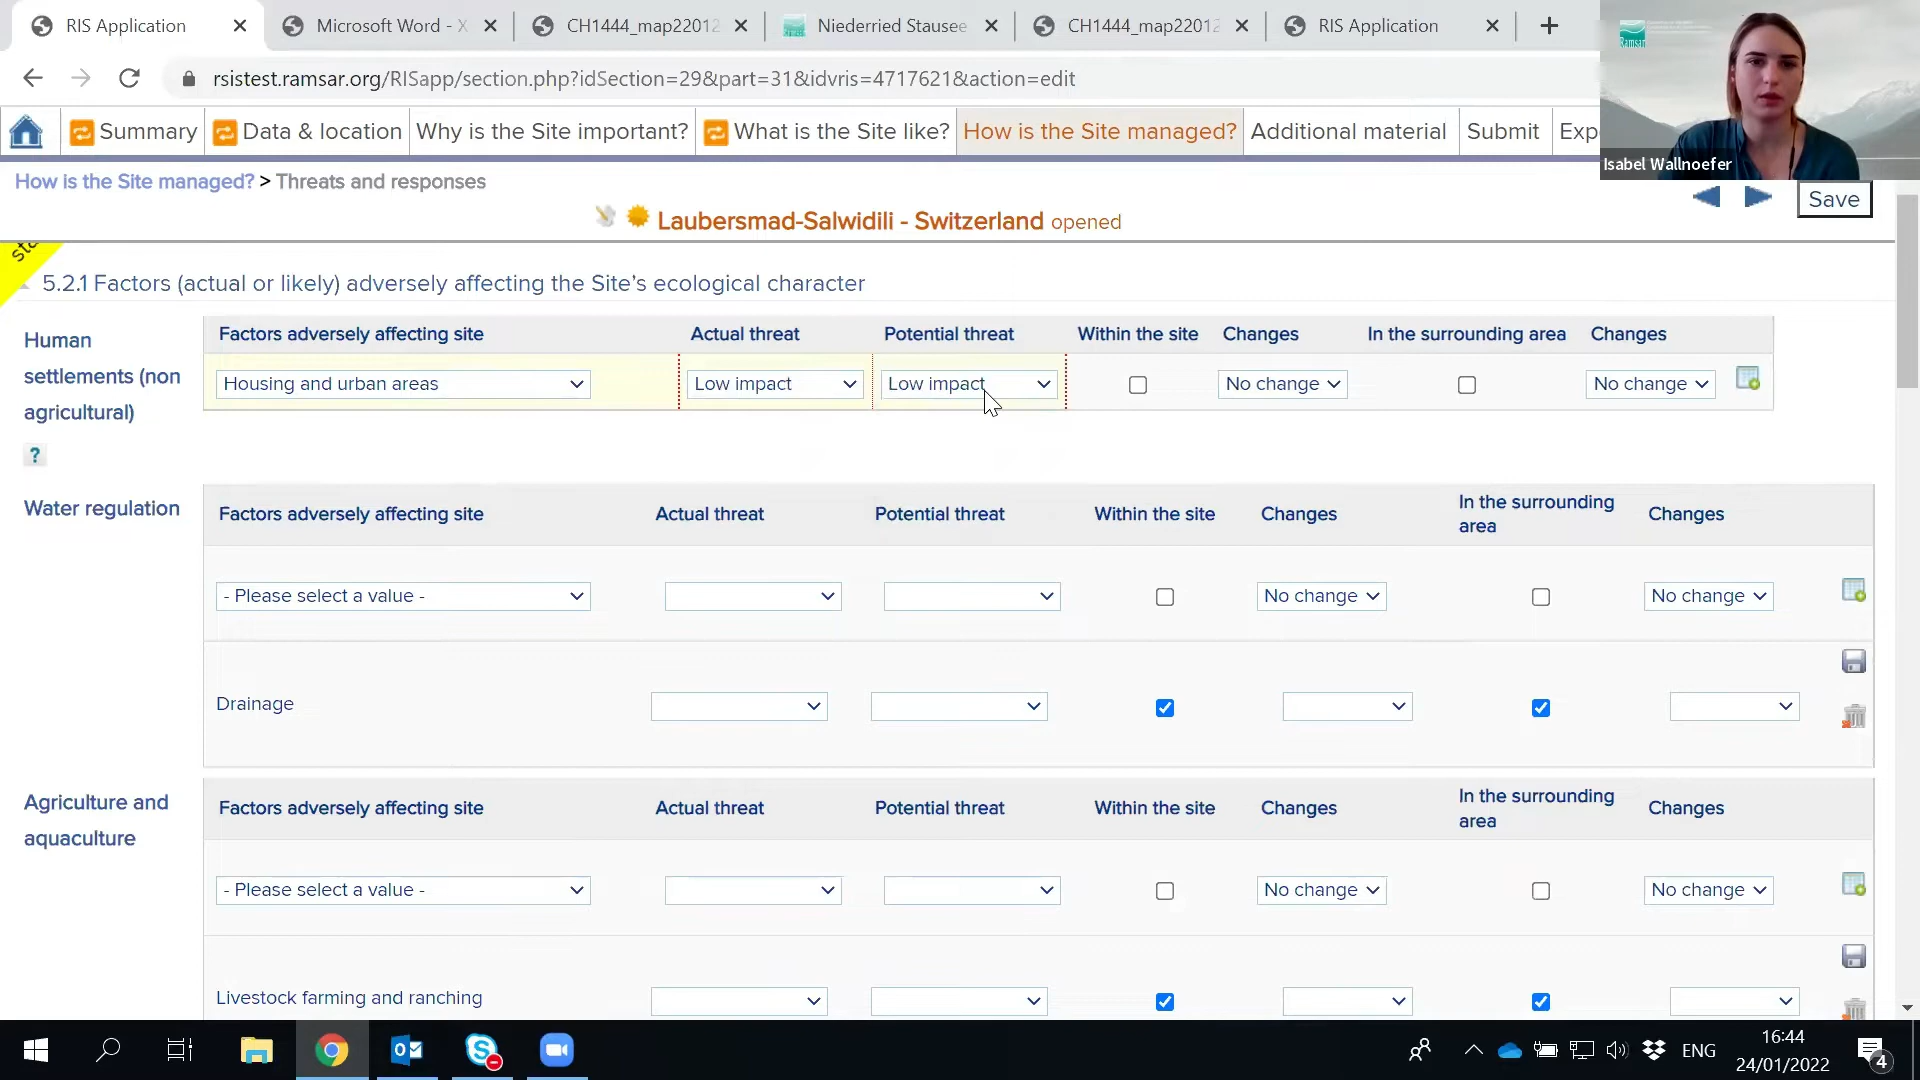 RIS Application
Microsoft Word - X
CH1444_map22012
Niederried Stausee
CH1444_map22012
RIS Application
rsistest.ramsar.org/RISapp/section.php?idSection=29&part=31&idvris=4717621&action=edit
Summary
Data & location
Why is the Site important?
What is the Site like?
How is the Site managed?
Additional material
Submit
Exp
Ramsar
Isabel Wallnoefer
How is the Site managed? > Threats and responses
Save
Laubersmad-Salwidili - Switzerland opened
5.2.1 Factors (actual or likely) adversely affecting the Site's ecological character
Human
settlements (non
agricultural)
?
Factors adversely affecting site
Actual threat
Potential threat
Within the site
Changes
In the surrounding area
Changes
Housing and urban areas
Low impact
Low impact
No change
No change
Water regulation
Factors adversely affecting site
Actual threat
Potential threat
Within the site
Changes
In the surrounding
area
Changes
- Please select a value -
No change
No change
Drainage
Agriculture and
aquaculture
Factors adversely affecting site
Actual threat
Potential threat
Within the site
Changes
In the surrounding
area
Changes
- Please select a value -
No change
No change
Livestock farming and ranching
ENG
16:44
24/01/2022
4